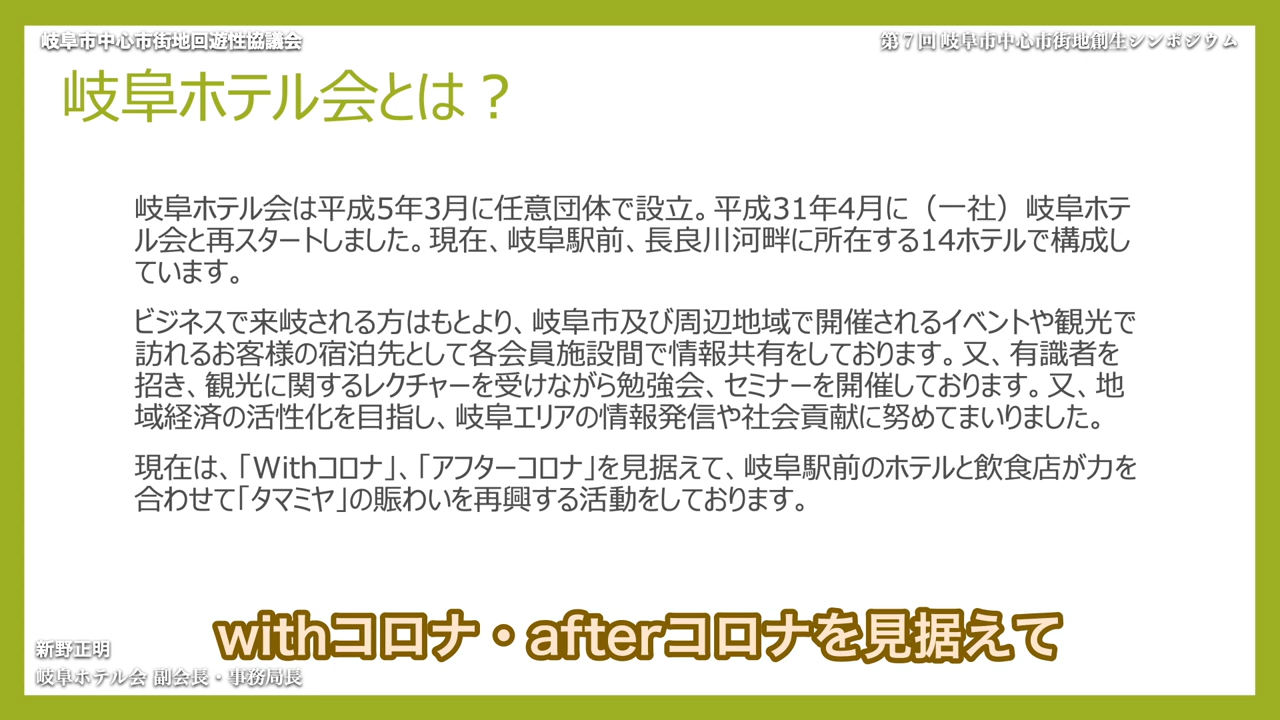 岐阜市中心市街地回遊性協議会
第7回 岐阜市中心市街地創生シンポジウム
岐阜ホテル会とは？
岐阜ホテル会は平成5年3月に任意団体で設立。平成31年4月に（一社）岐阜ホテ
ル会と再スタートしました。現在、岐阜駅前、長良川河畔に所在する14ホテルで構成し
ています。
ビジネスで来岐される方はもとより、岐阜市及び周辺地域で開催されるイベントや観光で
訪れるお客様の宿泊先として各会員施設間で情報共有をしております。又、有識者を
招き、観光に関するレクチャーを受けながら勉強会、セミナーを開催しております。又、地
域経済の活性化を目指し、岐阜エリアの情報発信や社会貢献に努めてまいりました。
現在は、「Withコロナ」、「アフターコロナ」を見据えて、岐阜駅前のホテルと飲食店が力を
合わせて「タマミヤ」の賑わいを再興する活動をしております。
withコロナ・afterコロナを見据えて
新野正明
岐阜ホテル会 副会長・事務局長